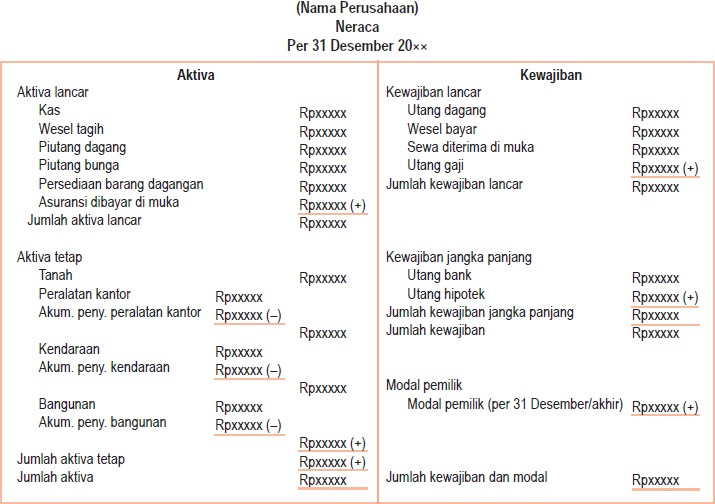 (Nama Perusahaan)
Neraca
Per 31 Desember 20××
Aktiva
Aktiva lancar
Kas Rpxxxxx
Wesel tagih Rpxxxxx
Piutang dagang Rpxxxxx
Piutang bunga Rpxxxxx
Persediaan barang dagangan Rpxxxxx
Asuransi dibayar di muka Rpxxxxx (+)
Jumlah aktiva lancar Rpxxxxx
Aktiva tetap
Tanah Rpxxxxx
Peralatan kantor Rpxxxxx
Akum. peny. peralatan kantor Rpxxxxx (–)
Rpxxxxx
Kendaraan Rpxxxxx
Akum. peny. kendaraan Rpxxxxx (–)
Rpxxxxx
Bangunan Rpxxxxx
Akum. peny. bangunan Rpxxxxx (–)
Rpxxxxx (+)
Jumlah aktiva tetap Rpxxxxx (+)
Jumlah aktiva Rpxxxxx
Kewajiban
Kewajiban lancar
Utang dagang Rpxxxxx
Wesel bayar Rpxxxxx
Sewa diterima di muka Rpxxxxx
Utang gaji Rpxxxxx (+)
Jumlah kewajiban lancar Rpxxxxx
Kewajiban jangka panjang
Utang bank Rpxxxxx
Utang hipotek Rpxxxxx (+)
Jumlah kewajiban jangka panjang Rpxxxxx
Jumlah kewajiban Rpxxxxx
Modal pemilik
Modal pemilik (per 31 Desember/akhir) Rpxxxxx (+)
Jumlah kewajiban dan modal Rpxxxxx